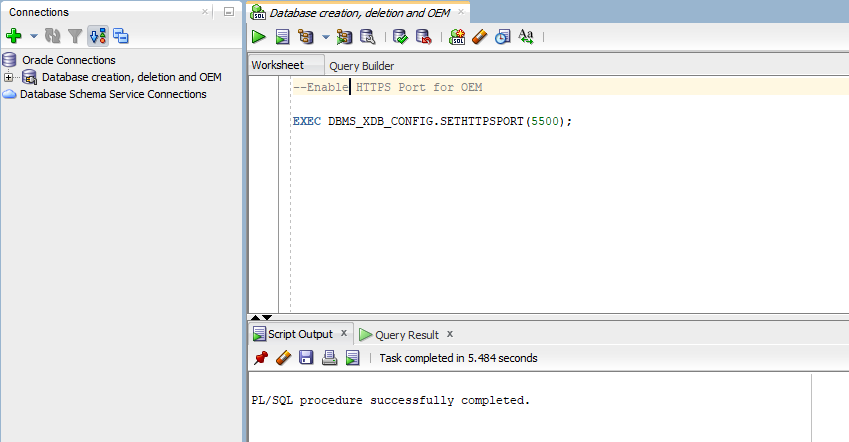 Connections
Oracle Connections
Database creation, deletion and OEM
Database Schema Service Connections
Database creation, deletion and OEM
SQL
Aa
Worksheet
Query Builder
--Enable HTTPS Port for OEM
EXEC DBMS_XDB_CONFIG.SETHTTPSPORT(5500);
Script Output x
Query Result x
Task completed in 5.484 seconds
PL/SQL procedure successfully completed.